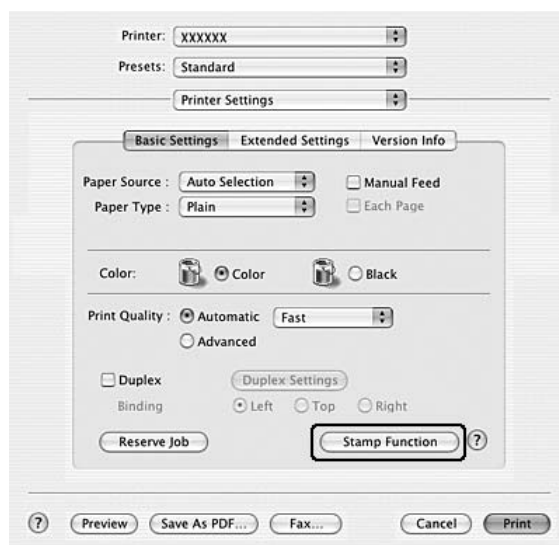 Printer: XXXXXX
Presets: Standard
Printer Settings
Basic Settings Extended Settings Version Info
Paper Source : Auto Selection Manual Feed
Paper Type : Plain Each Page
Color: Color Black
Print Quality : Automatic Fast
Advanced
Duplex Duplex Settings
Binding Left Top Right
Reserve Job Stamp Function ?
? Preview Save As PDF... Fax... Cancel Print